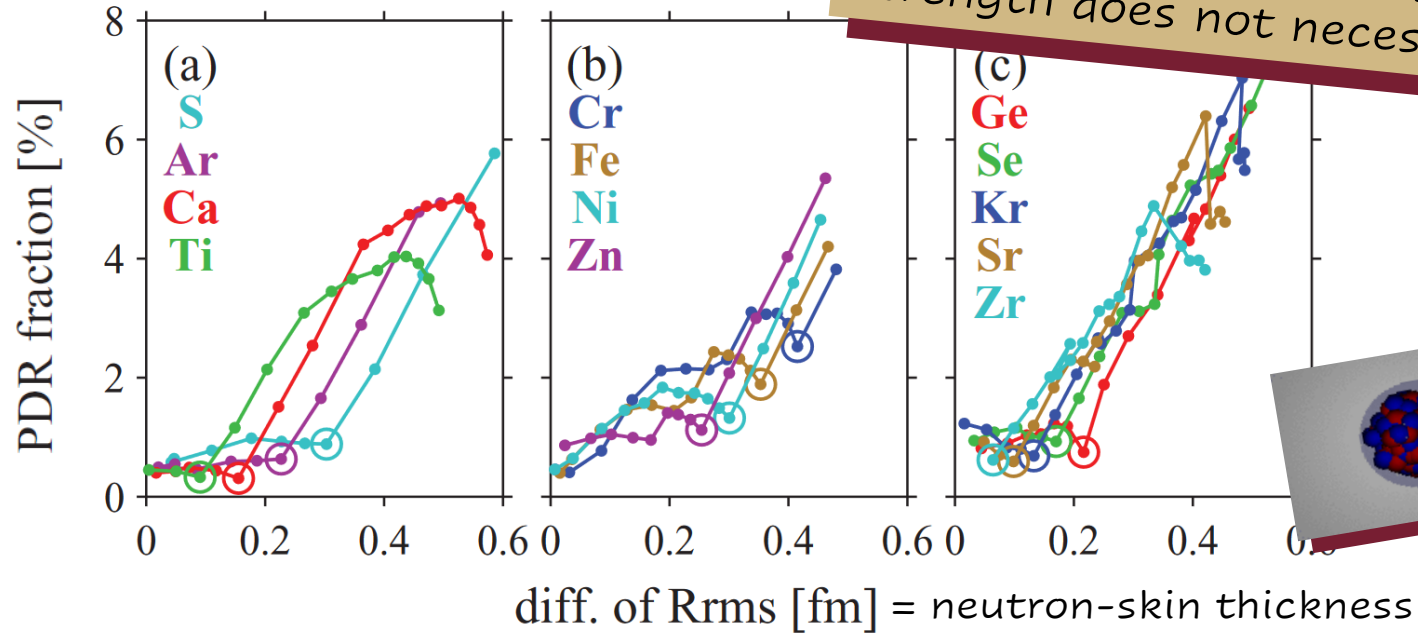 does not
8
(a)
(b)
(c)
S
Cr
Ge
Ar
Fe
Se
Ca
Ni
Kr
Ti
Zn
Sr
Zr
PDR fraction [%]
6
4
2
0
0 0.2 0.4 0.6
0 0.2 0.4 0.6
0 0.2 0.4
diff. of Rrms [fm] = neutron-skin thickness